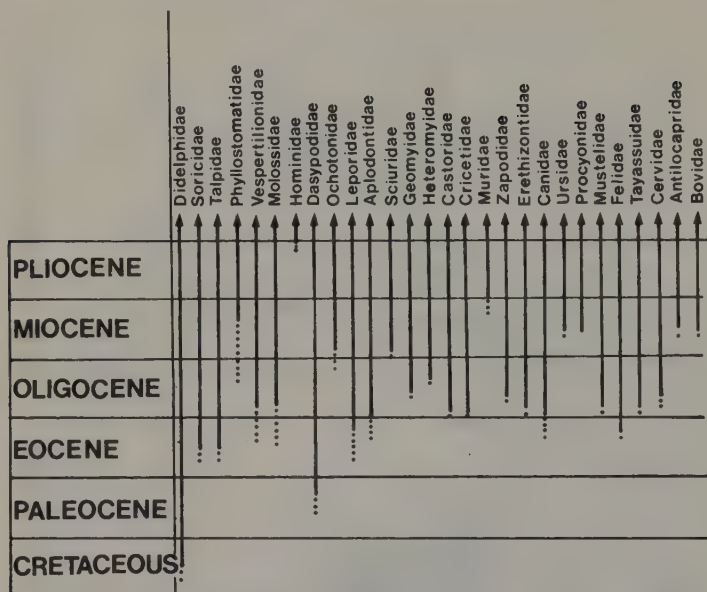 Didelphidae
Soricidae
Talpidae
Phyllostomatidae
Vespertilionidae
Molossidae
Hominidae
Dasypodidae
Ochotonidae
Leporidae
Aplodontidae
Sciuridae
Geomyidae
Heteromyidae
Castoridae
Cricetidae
Muridae
Zapodidae
Erethizontidae
Canidae
Ursidae
Procyonidae
Mustelidae
Felidae
Tayassuidae
Cervidae
Antilocapridae
Bovidae
PLIOCENE
MIOCENE
OLIGOCENE
EOCENE
PALEOCENE
CRETACEOUS